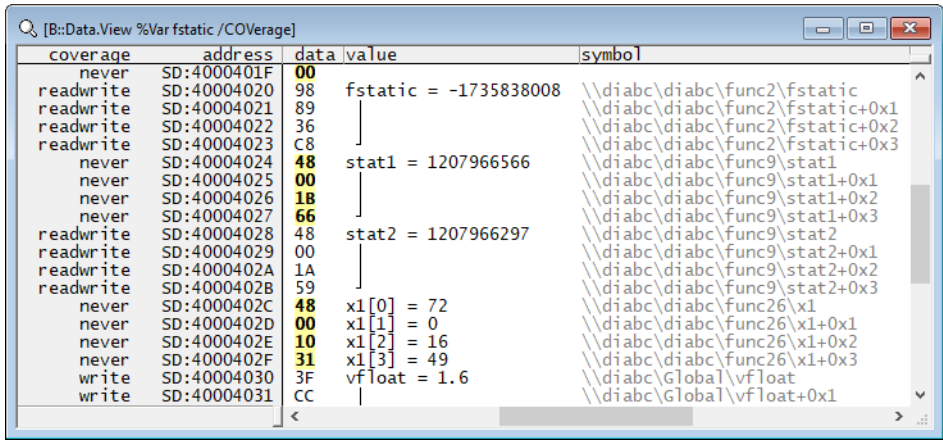 [B::Data.View %Var fstatic /COVerage]
coverage address data value symbol
never SD:4000401F 00
readwrite SD:40004020 98 fstatic = -1735838008 \\diabc\diabc\func2\fstatic
readwrite SD:40004021 89 \\diabc\diabc\func2\fstatic+0x1
readwrite SD:40004022 36 \\diabc\diabc\func2\fstatic+0x2
readwrite SD:40004023 C8 \\diabc\diabc\func2\fstatic+0x3
never SD:40004024 48 stat1 = 1207966566 \\diabc\diabc\func9\stat1
never SD:40004025 00 \\diabc\diabc\func9\stat1+0x1
never SD:40004026 1B \\diabc\diabc\func9\stat1+0x2
never SD:40004027 66 \\diabc\diabc\func9\stat1+0x3
readwrite SD:40004028 48 stat2 = 1207966297 \\diabc\diabc\func9\stat2
readwrite SD:40004029 00 \\diabc\diabc\func9\stat2+0x1
readwrite SD:4000402A 1A \\diabc\diabc\func9\stat2+0x2
readwrite SD:4000402B 59 \\diabc\diabc\func9\stat2+0x3
never SD:4000402C 48 x1[0] = 72 \\diabc\diabc\func26\x1
never SD:4000402D 00 x1[1] = 0 \\diabc\diabc\func26\x1+0x1
never SD:4000402E 10 x1[2] = 16 \\diabc\diabc\func26\x1+0x2
never SD:4000402F 31 x1[3] = 49 \\diabc\diabc\func26\x1+0x3
write SD:40004030 3F vfloat = 1.6 \\diabc\Global\vfloat
write SD:40004031 CC \\diabc\Global\vfloat+0x1